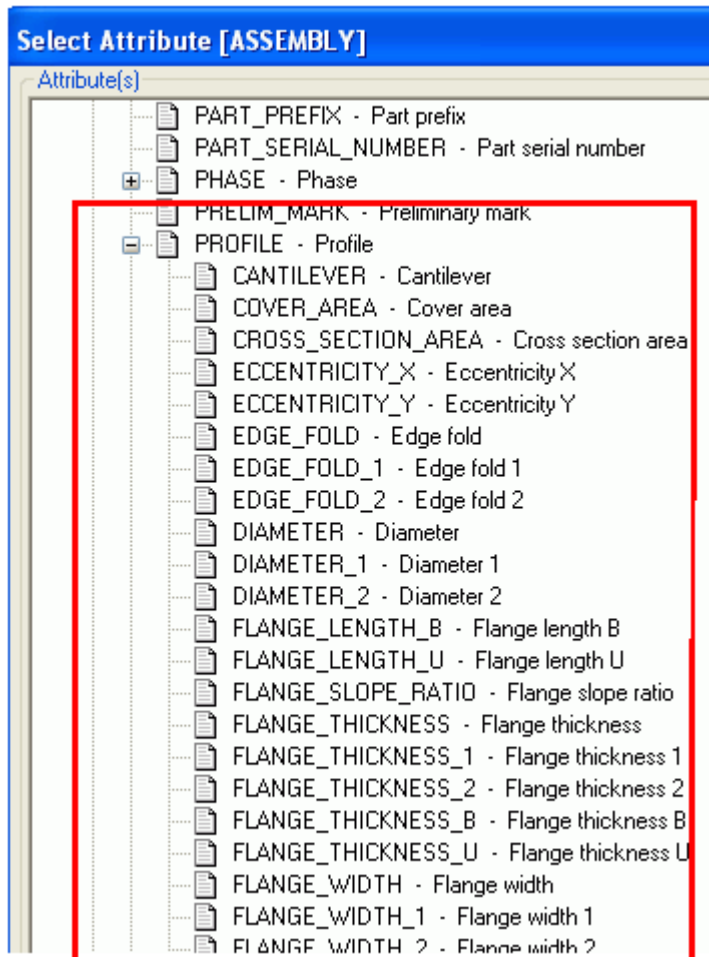 Select Attribute [ASSEMBLY]
Attribute(s)
PART_PREFIX - Part prefix
PART_SERIAL_NUMBER - Part serial number
PHASE - Phase
PRELIM_MARK - Preliminary mark
PROFILE - Profile
CANTILEVER - Cantilever
COVER_AREA - Cover area
CROSS_SECTION_AREA - Cross section area
ECCENTRICITY_X - Eccentricity X
ECCENTRICITY_Y - Eccentricity Y
EDGE_FOLD - Edge fold
EDGE_FOLD_1 - Edge fold 1
EDGE_FOLD_2 - Edge fold 2
DIAMETER - Diameter
DIAMETER_1 - Diameter 1
DIAMETER_2 - Diameter 2
FLANGE_LENGTH_B - Flange length B
FLANGE_LENGTH_U - Flange length U
FLANGE_SLOPE_RATIO - Flange slope ratio
FLANGE_THICKNESS - Flange thickness
FLANGE_THICKNESS_1 - Flange thickness 1
FLANGE_THICKNESS_2 - Flange thickness 2
FLANGE_THICKNESS_B - Flange thickness B
FLANGE_THICKNESS_U - Flange thickness U
FLANGE_WIDTH - Flange width
FLANGE_WIDTH_1 - Flange width 1
FLANGE_WIDTH_2 - Flange width 2